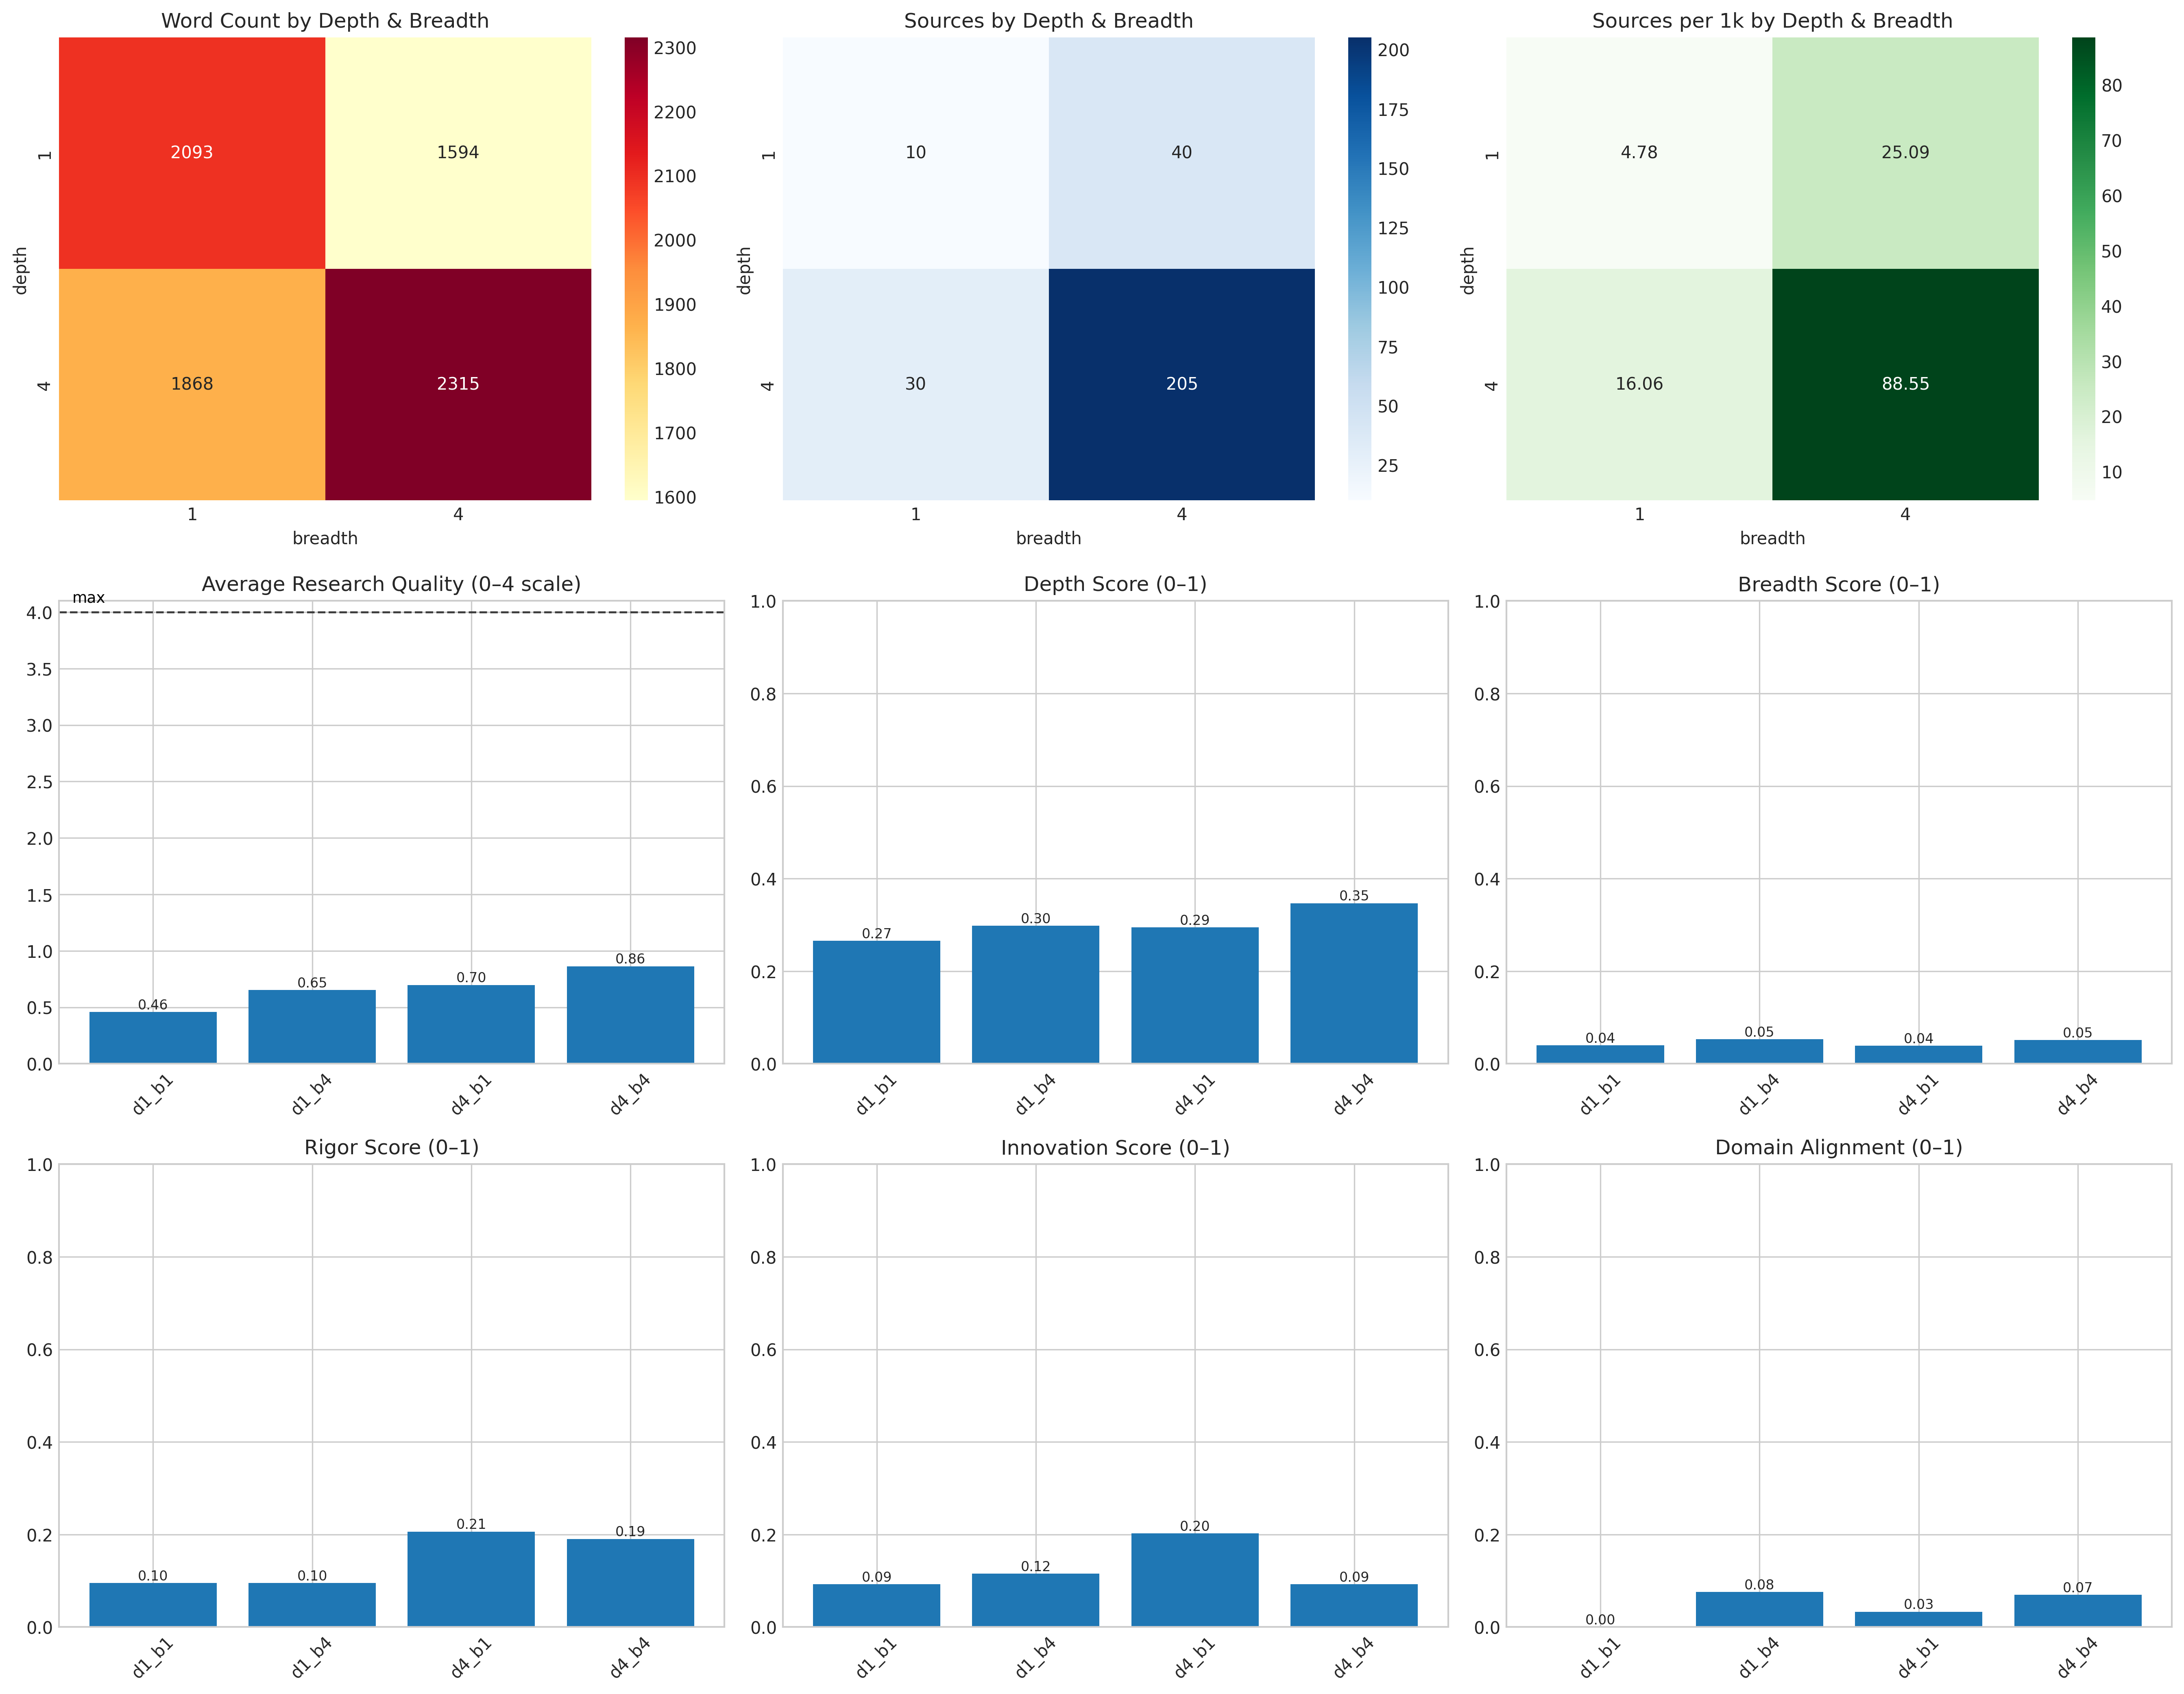 Word Count by Depth & Breadth
2093
1594
1868
2315
1
4
depth
1
4
breadth
2300
2200
2100
2000
1900
1800
1700
1600
Sources by Depth & Breadth
10
40
30
205
1
4
depth
1
4
breadth
200
175
150
125
100
75
50
25
Sources per 1k by Depth & Breadth
4.78
25.09
16.06
88.55
1
4
depth
1
4
breadth
80
70
60
50
40
30
20
10
Average Research Quality (0–4 scale)
max
4.0
3.5
3.0
2.5
2.0
1.5
1.0
0.5
0.0
0.46
0.65
0.70
0.86
d1_b1
d1_b4
d4_b1
d4_b4
Depth Score (0–1)
1.0
0.8
0.6
0.4
0.2
0.0
0.27
0.30
0.29
0.35
d1_b1
d1_b4
d4_b1
d4_b4
Breadth Score (0–1)
1.0
0.8
0.6
0.4
0.2
0.0
0.04
0.05
0.04
0.05
d1_b1
d1_b4
d4_b1
d4_b4
Rigor Score (0–1)
1.0
0.8
0.6
0.4
0.2
0.0
0.10
0.10
0.21
0.19
d1_b1
d1_b4
d4_b1
d4_b4
Innovation Score (0–1)
1.0
0.8
0.6
0.4
0.2
0.0
0.09
0.12
0.20
0.09
d1_b1
d1_b4
d4_b1
d4_b4
Domain Alignment (0–1)
1.0
0.8
0.6
0.4
0.2
0.0
0.00
0.08
0.03
0.07
d1_b1
d1_b4
d4_b1
d4_b4